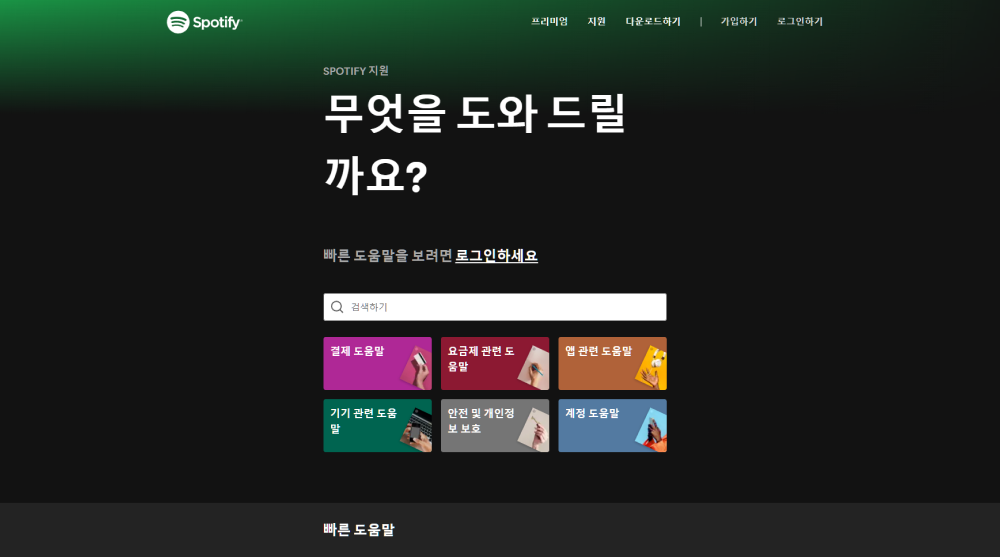 Spotify
프리미엄 지원 다운로드하기 | 가입하기 로그인하기
SPOTIFY 지원
무엇을 도와 드릴
까요?
빠른 도움말을 보려면 로그인하세요
검색하기
결제 도움말
요금제 관련 도
움말
앱 관련 도움말
기기 관련 도움
말
안전 및 개인정
보 보호
계정 도움말
빠른 도움말